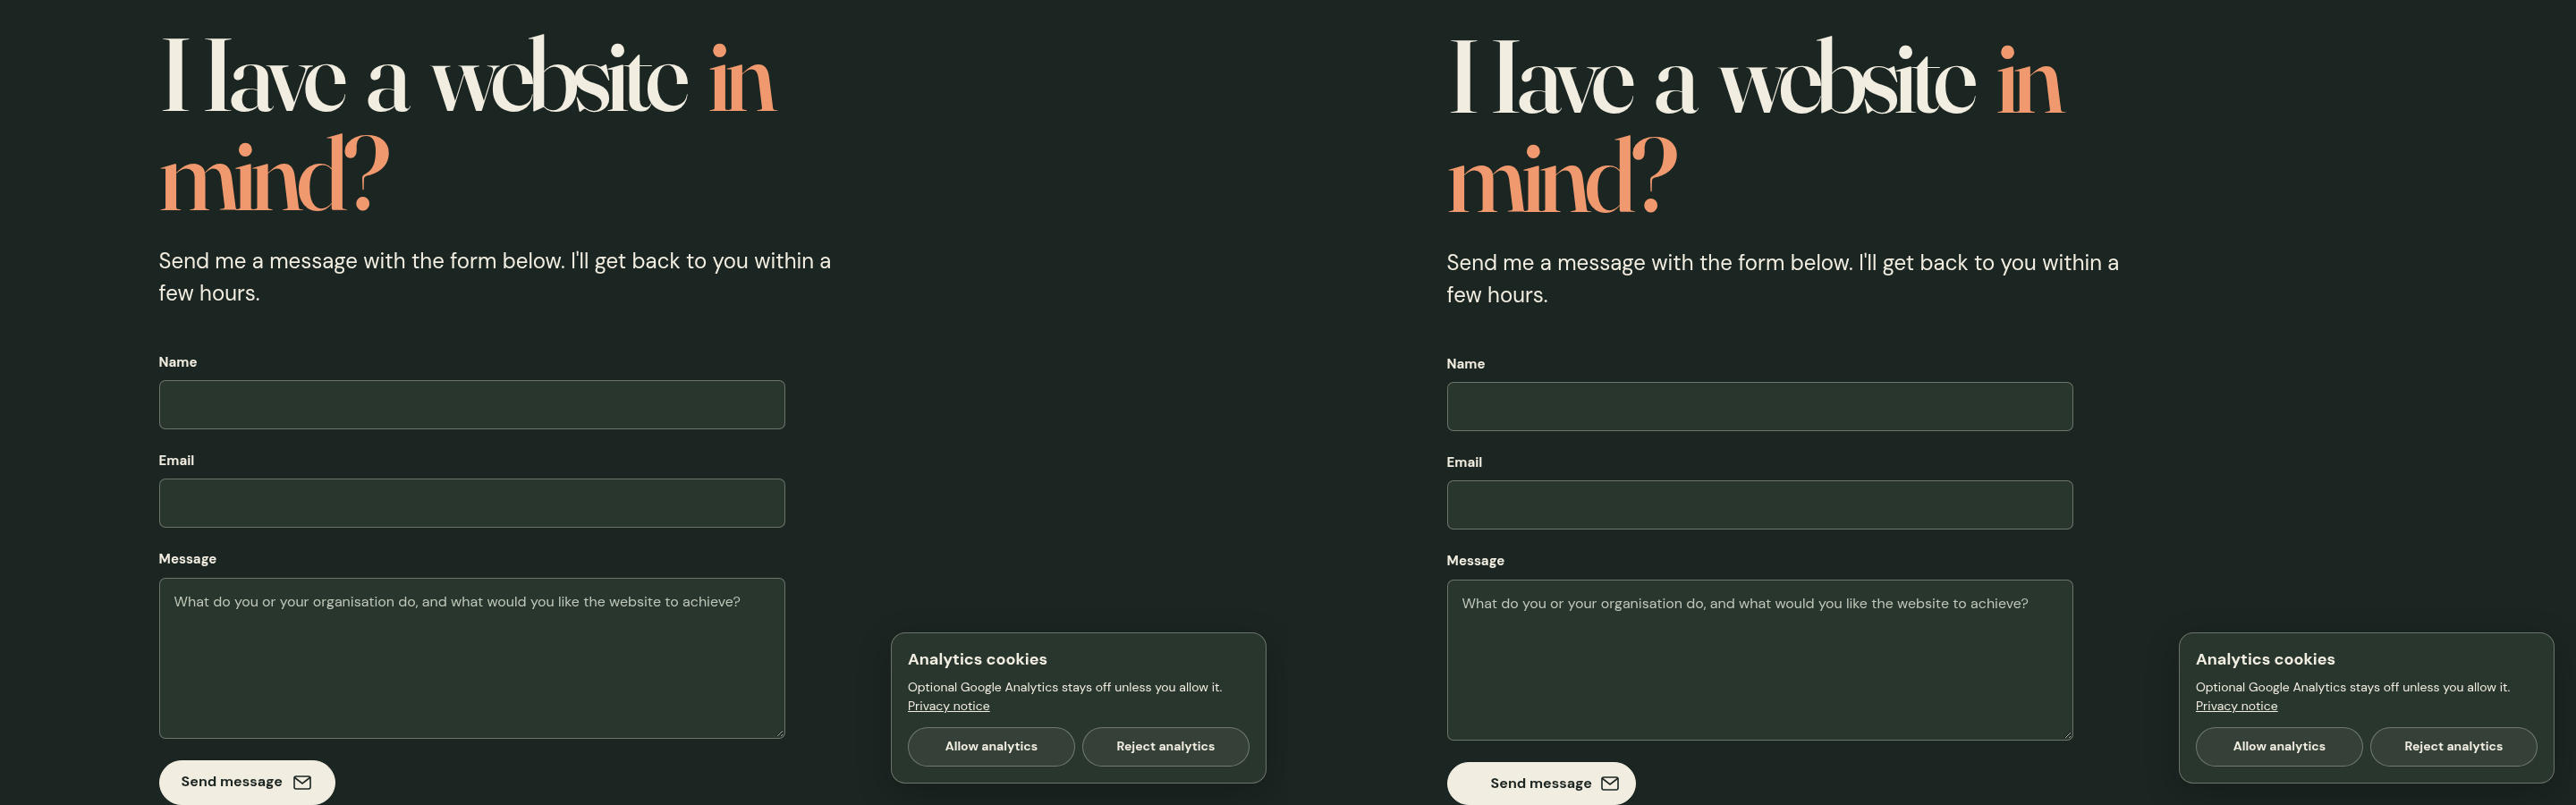 Have a website in
mind?
Send me a message with the form below. I'll get back to you within a
few hours.
Name
Email
Message
What do you or your organisation do, and what would you like the website to achieve?
Send message
Analytics cookies
Optional Google Analytics stays off unless you allow it.
Privacy notice
Allow analytics
Reject analytics
Have a website in
mind?
Send me a message with the form below. I'll get back to you within a
few hours.
Name
Email
Message
What do you or your organisation do, and what would you like the website to achieve?
Send message
Analytics cookies
Optional Google Analytics stays off unless you allow it.
Privacy notice
Allow analytics
Reject analytics